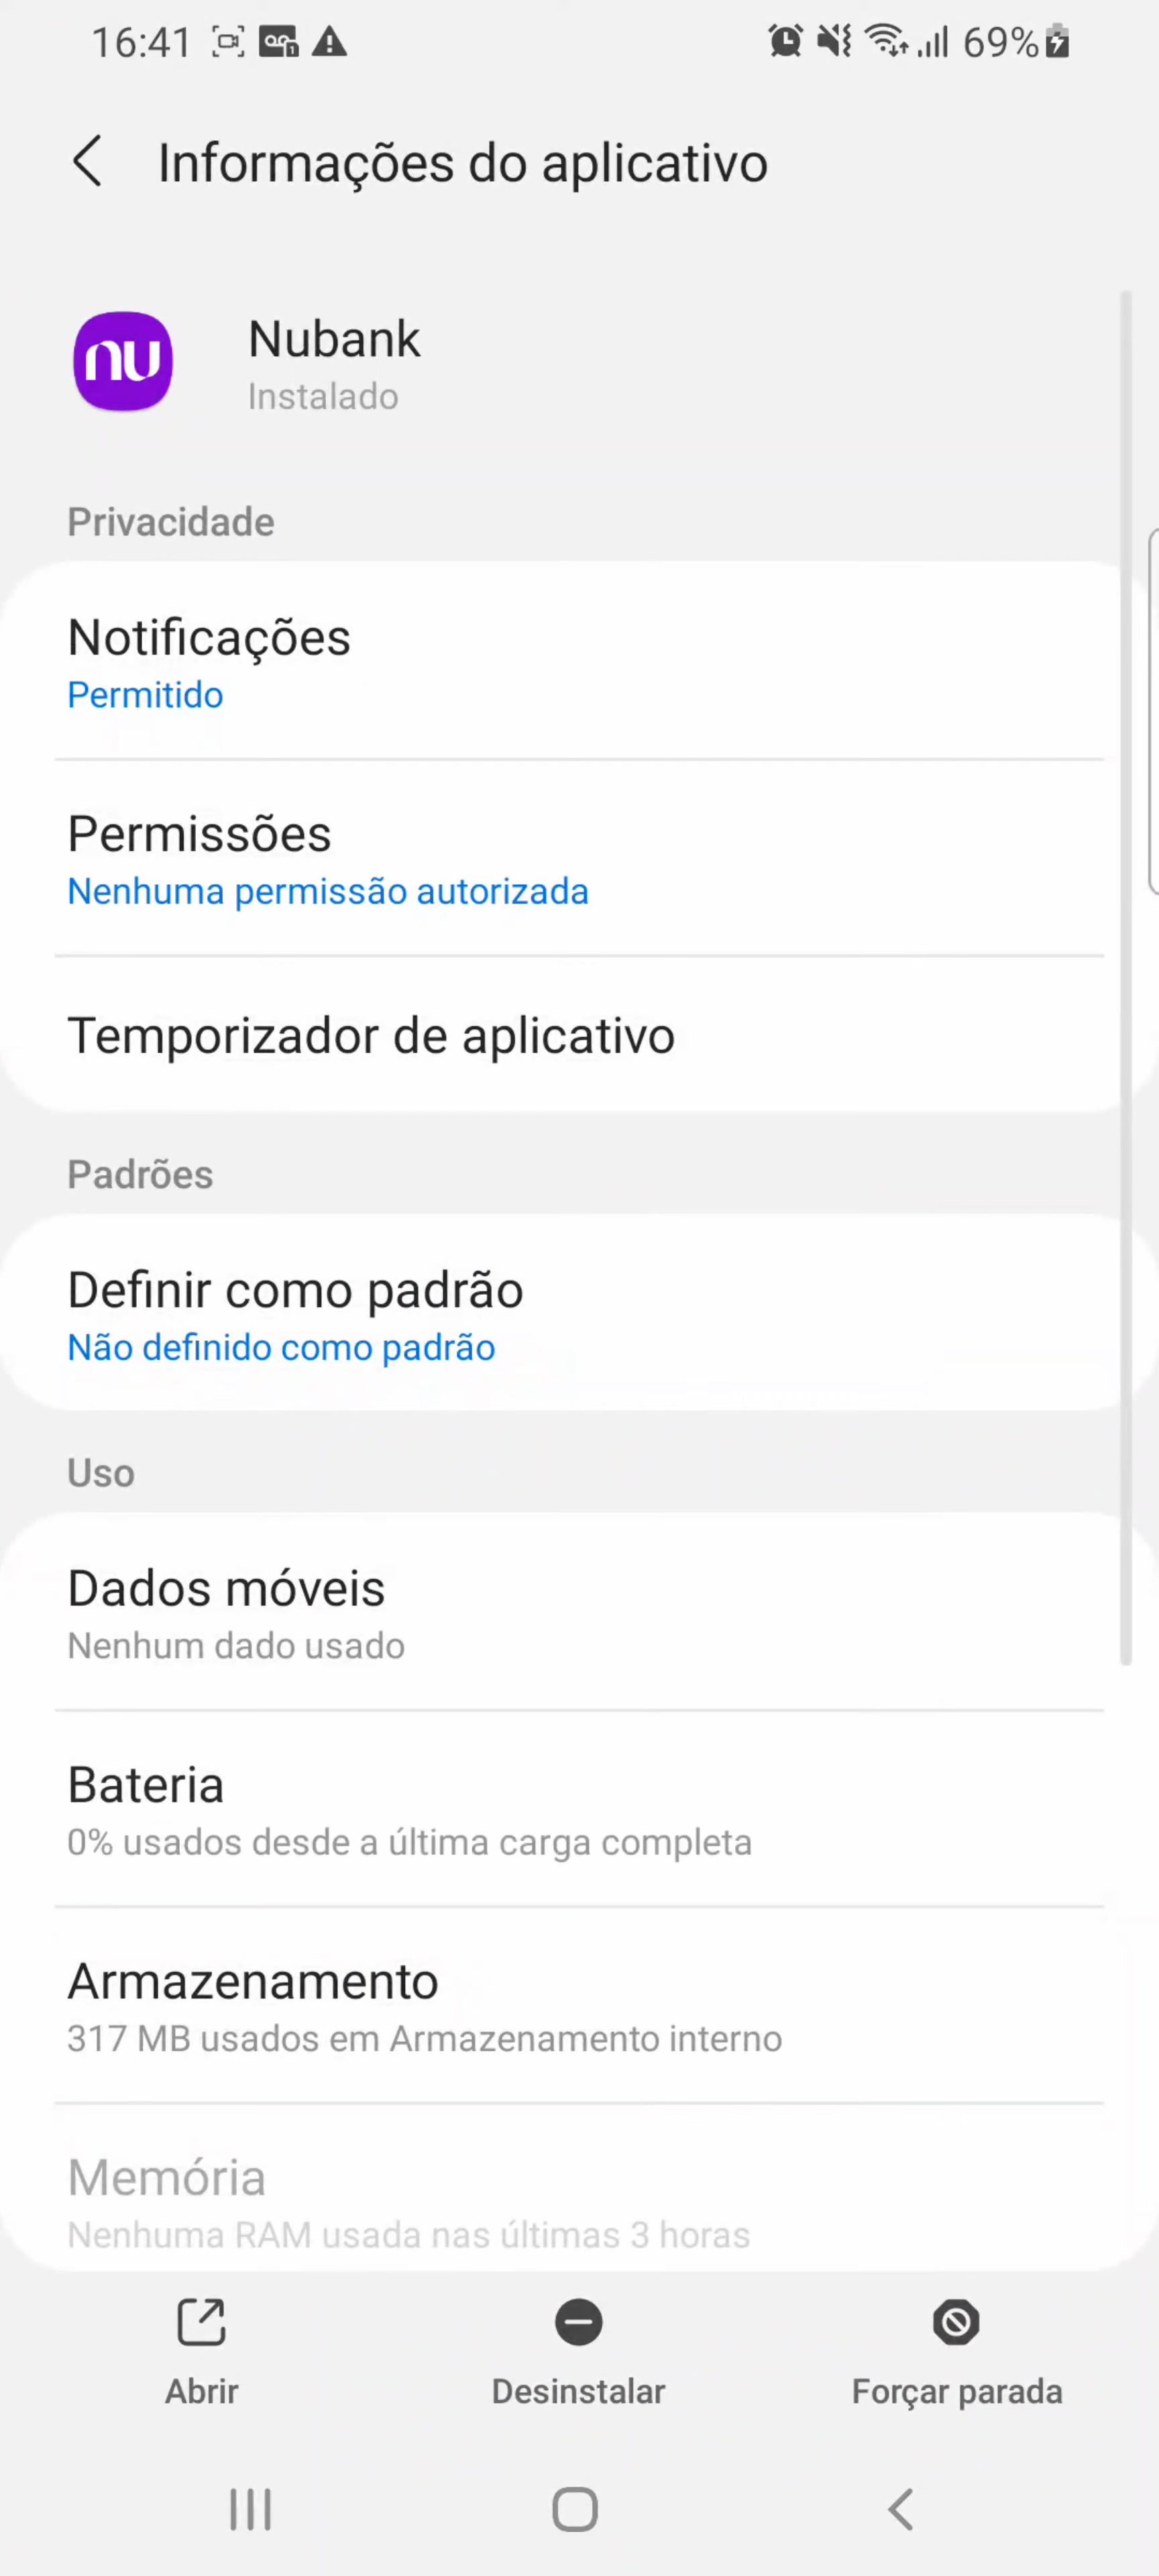 16:41 69%
Informações do aplicativo
nu
Nubank
Instalado
Privacidade
Notificações
Permitido
Permissões
Nenhuma permissão autorizada
Temporizador de aplicativo
Padrões
Definir como padrão
Não definido como padrão
Uso
Dados móveis
Nenhum dado usado
Bateria
0% usados desde a última carga completa
Armazenamento
317 MB usados em Armazenamento interno
Memória
Nenhuma RAM usada nas últimas 3 horas
Abrir Desinstalar Forçar parada